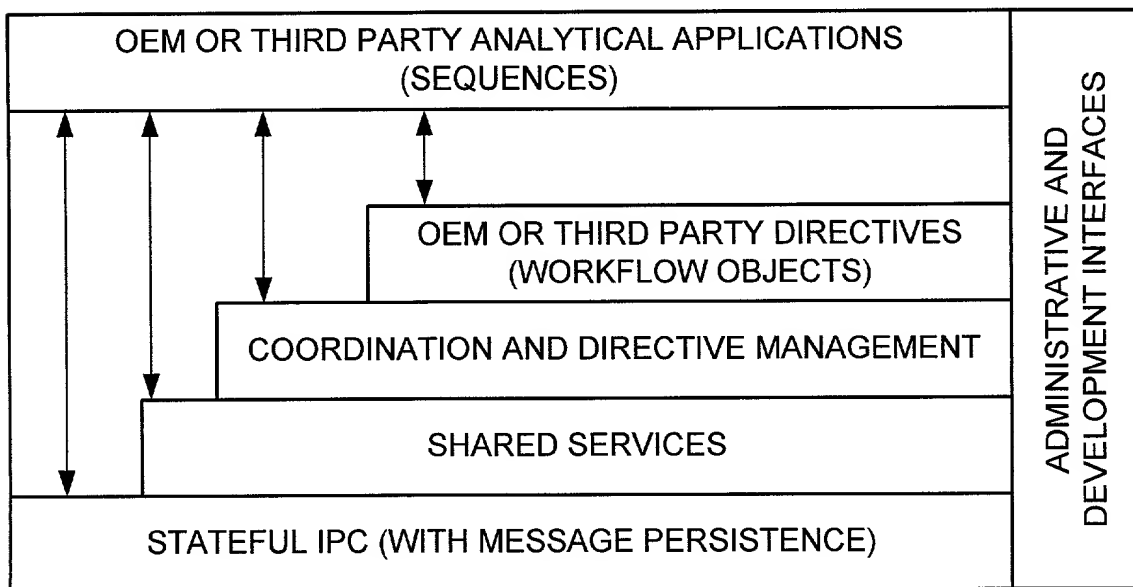 OEM OR THIRD PARTY ANALYTICAL APPLICATIONS
(SEQUENCES)
OEM OR THIRD PARTY DIRECTIVES
(WORKFLOW OBJECTS)
COORDINATION AND DIRECTIVE MANAGEMENT
SHARED SERVICES
STATEFUL IPC (WITH MESSAGE PERSISTENCE)
ADMINISTRATIVE AND
DEVELOPMENT INTERFACES